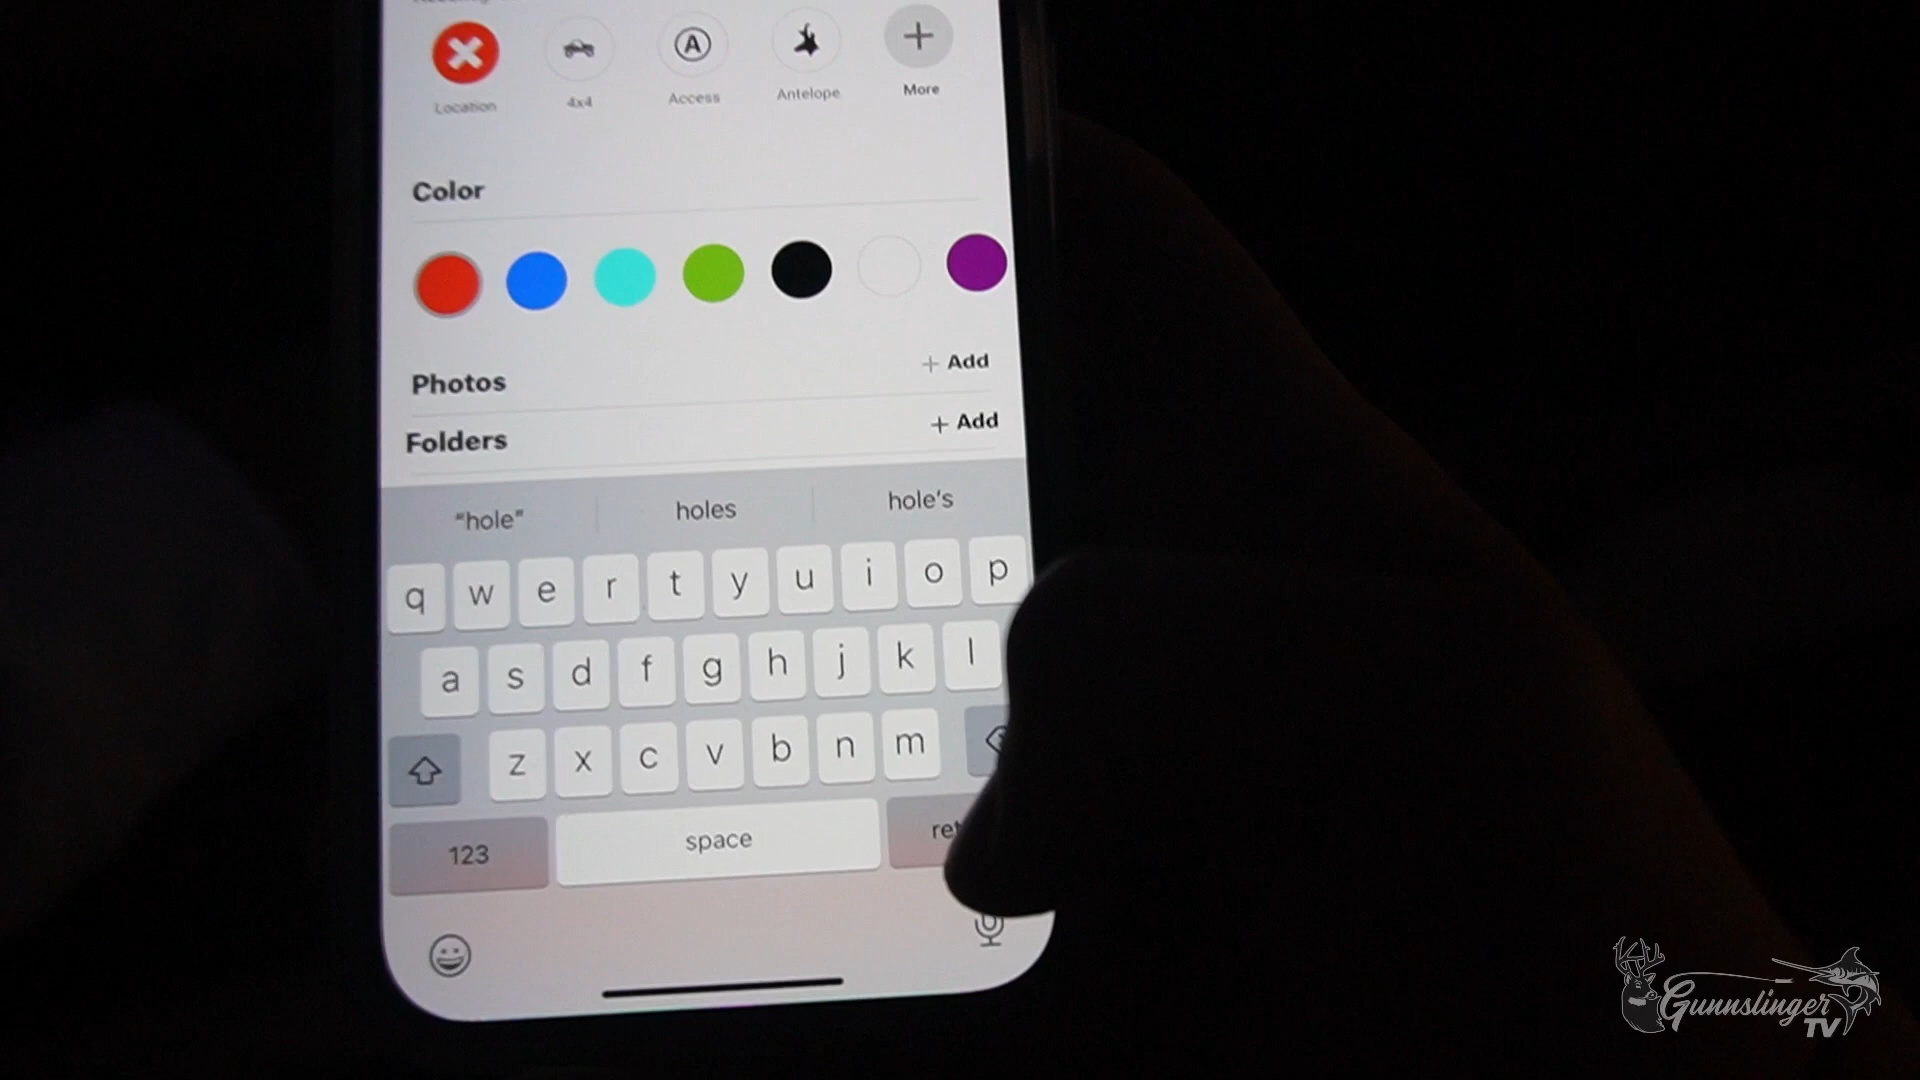 Location 4x4 Access Antelope More
Color
Photos + Add
Folders + Add
“hole” holes hole's
q w e r t y u i o p
a s d f g h j k l
z x c v b n m
123 space
Gunnslinger
TV